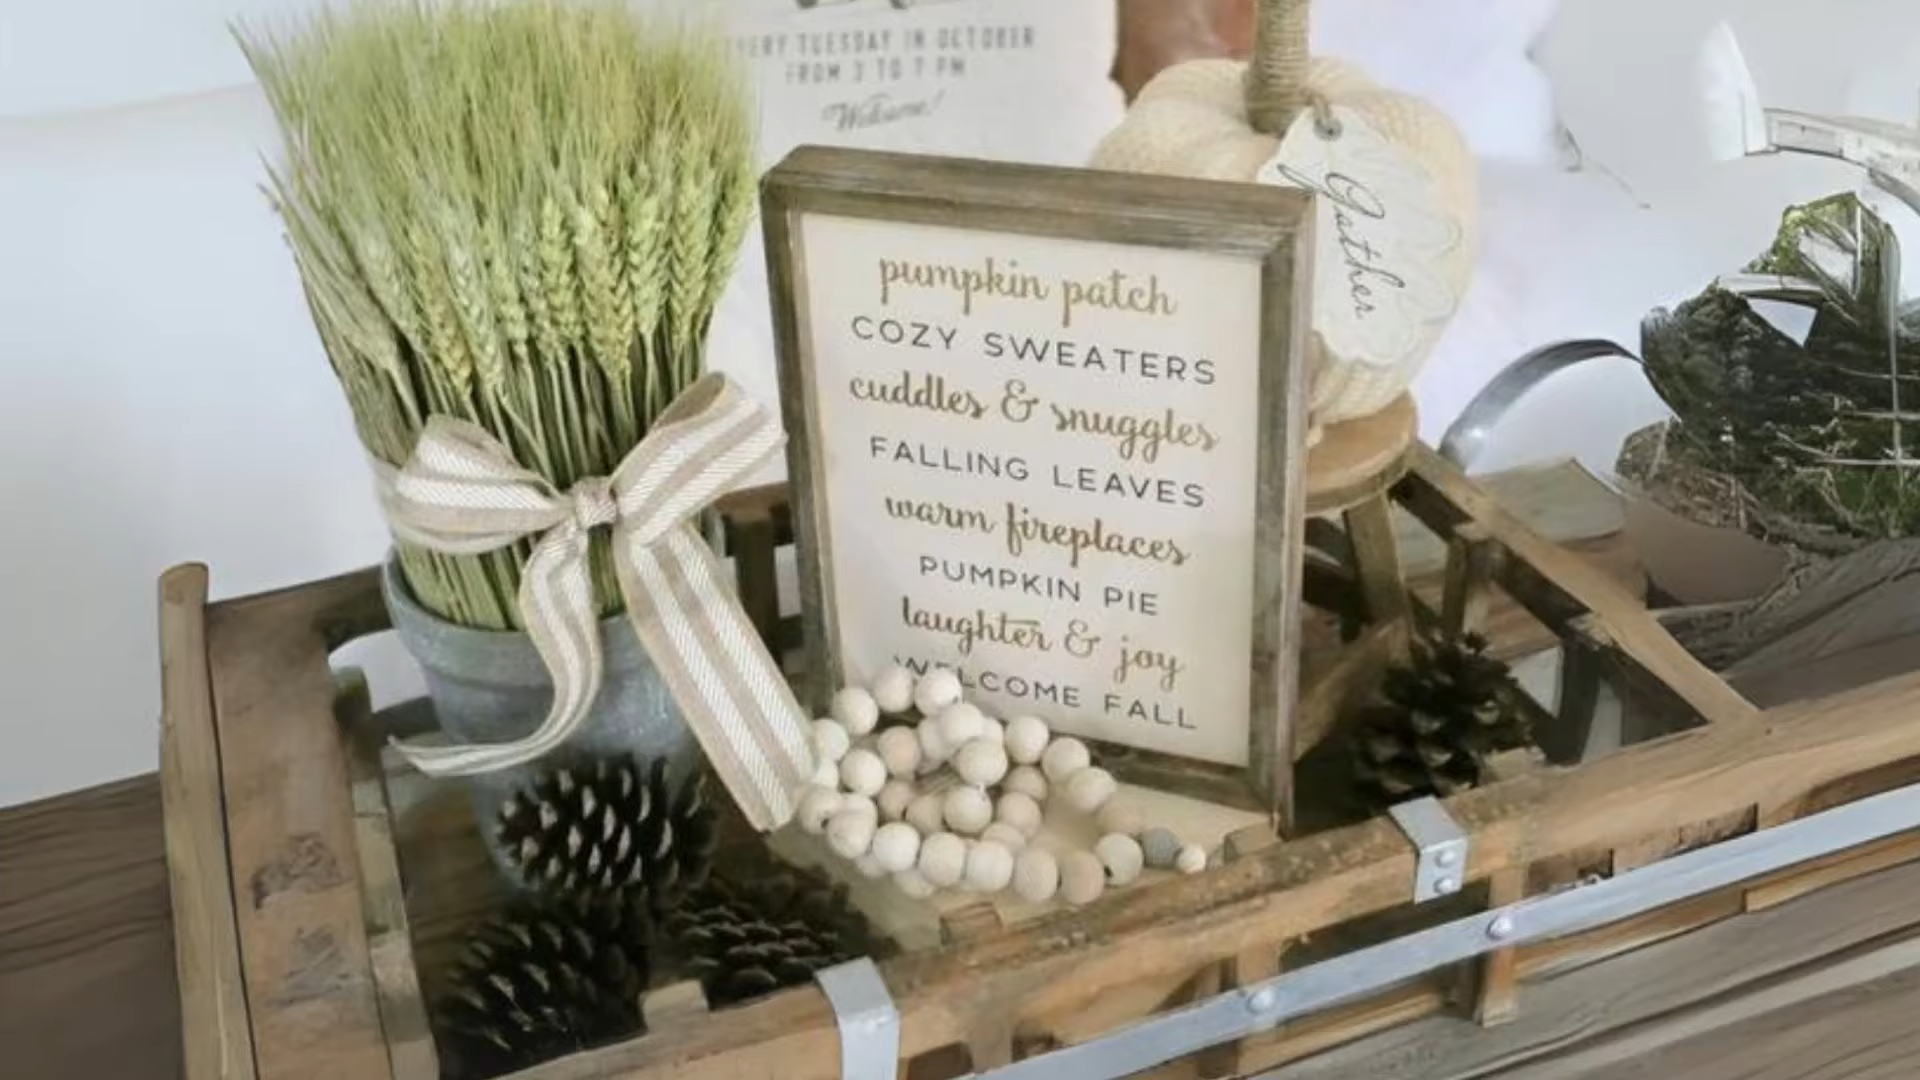 EVERY TUESDAY IN OCTOBER
FROM 3 TO 7 PM
Welcome!
Gather
pumpkin patch
COZY SWEATERS
cuddles & snuggles
FALLING LEAVES
warm fireplaces
PUMPKIN PIE
laughter & joy
WELCOME FALL